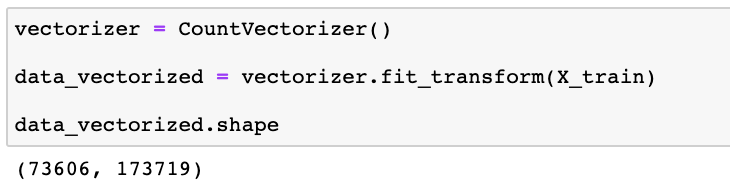 vectorizer = CountVectorizer()
data_vectorized = vectorizer.fit_transform(X_train)
data_vectorized.shape
(73606, 173719)